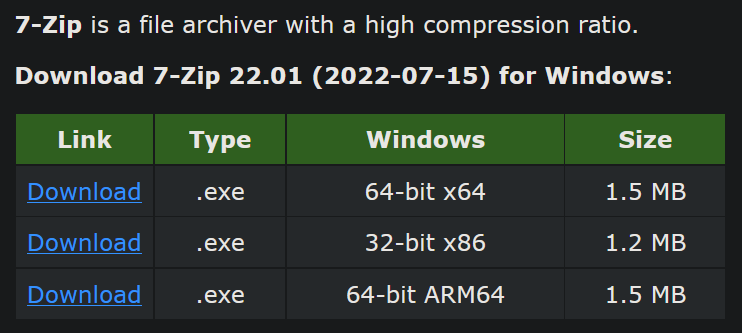 7-Zip is a file archiver with a high compression ratio.
Download 7-Zip 22.01 (2022-07-15) for Windows:
Link Type Windows Size
Download .exe 64-bit x64 1.5 MB
Download .exe 32-bit x86 1.2 MB
Download .exe 64-bit ARM64 1.5 MB